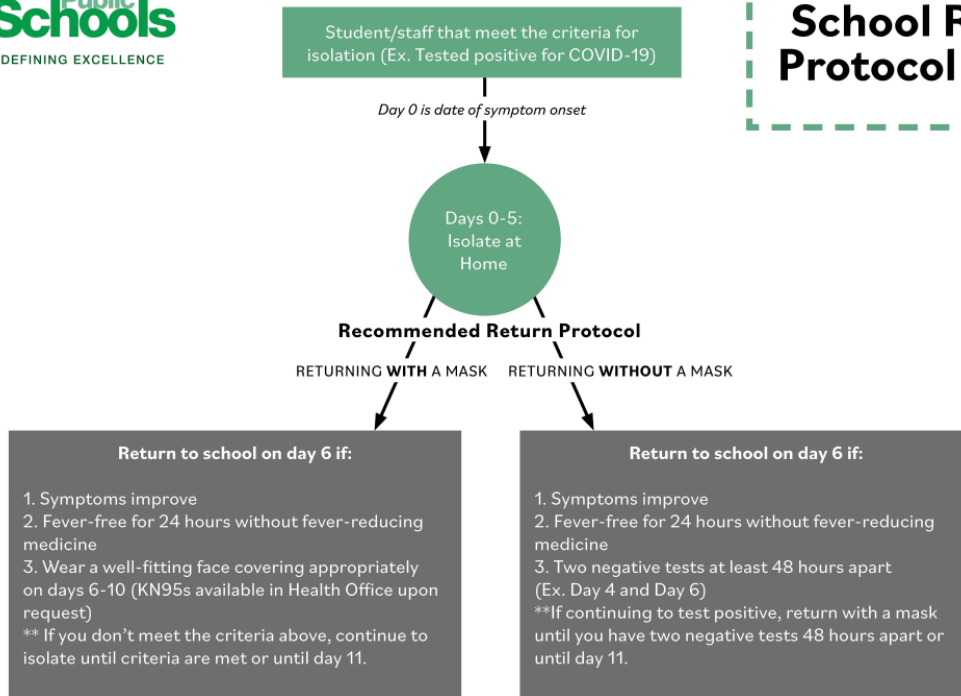 Public
Schools
DEFINING EXCELLENCE
School R
Protocol
Student/staff that meet the criteria for
isolation (Ex. Tested positive for COVID-19)
Day 0 is date of symptom onset
Days 0-5:
Isolate at
Home
Recommended Return Protocol
RETURNING WITH A MASK
RETURNING WITHOUT A MASK
Return to school on day 6 if:
1. Symptoms improve
2. Fever-free for 24 hours without fever-reducing
medicine
3. Wear a well-fitting face covering appropriately
on days 6-10 (KN95s available in Health Office upon
request)
** If you don't meet the criteria above, continue to
isolate until criteria are met or until day 11.
Return to school on day 6 if:
1. Symptoms improve
2. Fever-free for 24 hours without fever-reducing
medicine
3. Two negative tests at least 48 hours apart
(Ex. Day 4 and Day 6)
**If continuing to test positive, return with a mask
until you have two negative tests 48 hours apart or
until day 11.